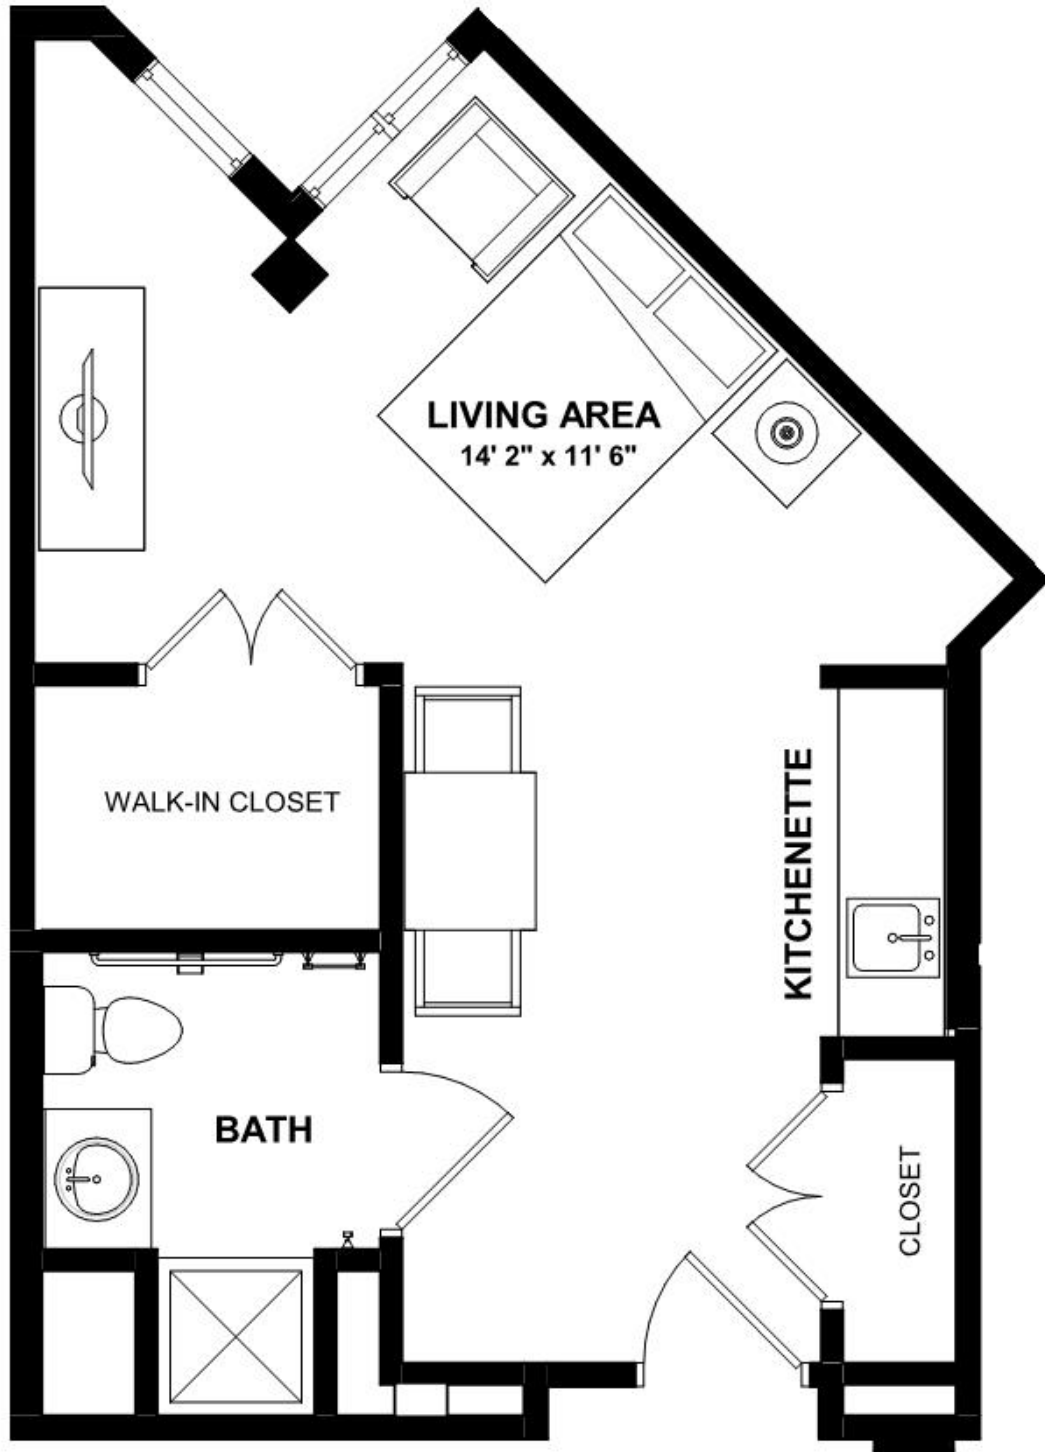 LIVING AREA
14' 2" x 11' 6"
WALK-IN CLOSET
KITCHENETTE
BATH
CLOSET